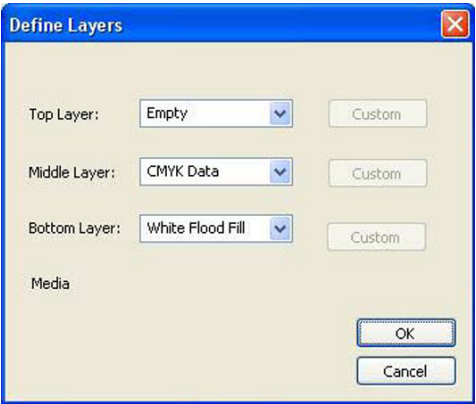 Define Layers
Top Layer: Empty Custom
Middle Layer: CMYK Data Custom
Bottom Layer: White Flood Fill Custom
Media
OK
Cancel